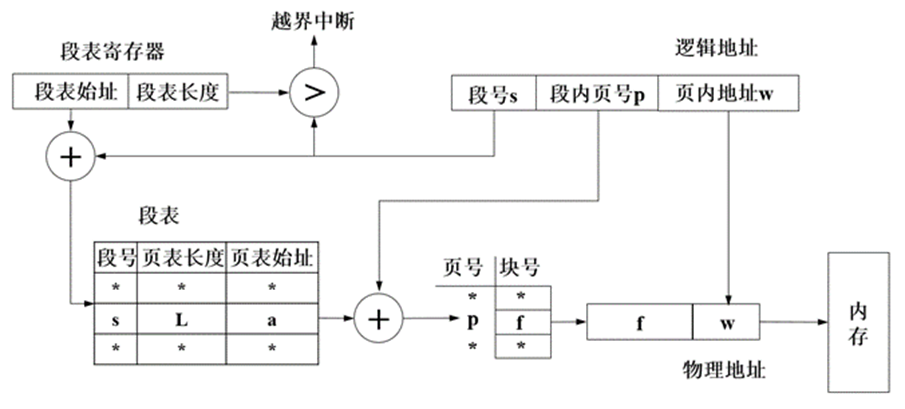 越界中断
段表寄存器
逻辑地址
段表始址 段表长度
>
段号s 段内页号p 页内地址w
+
段表
段号 页表长度 页表始址
* * *
s L a
* * *
+
页号 块号
* *
p f
* *
f w
物理地址
内存